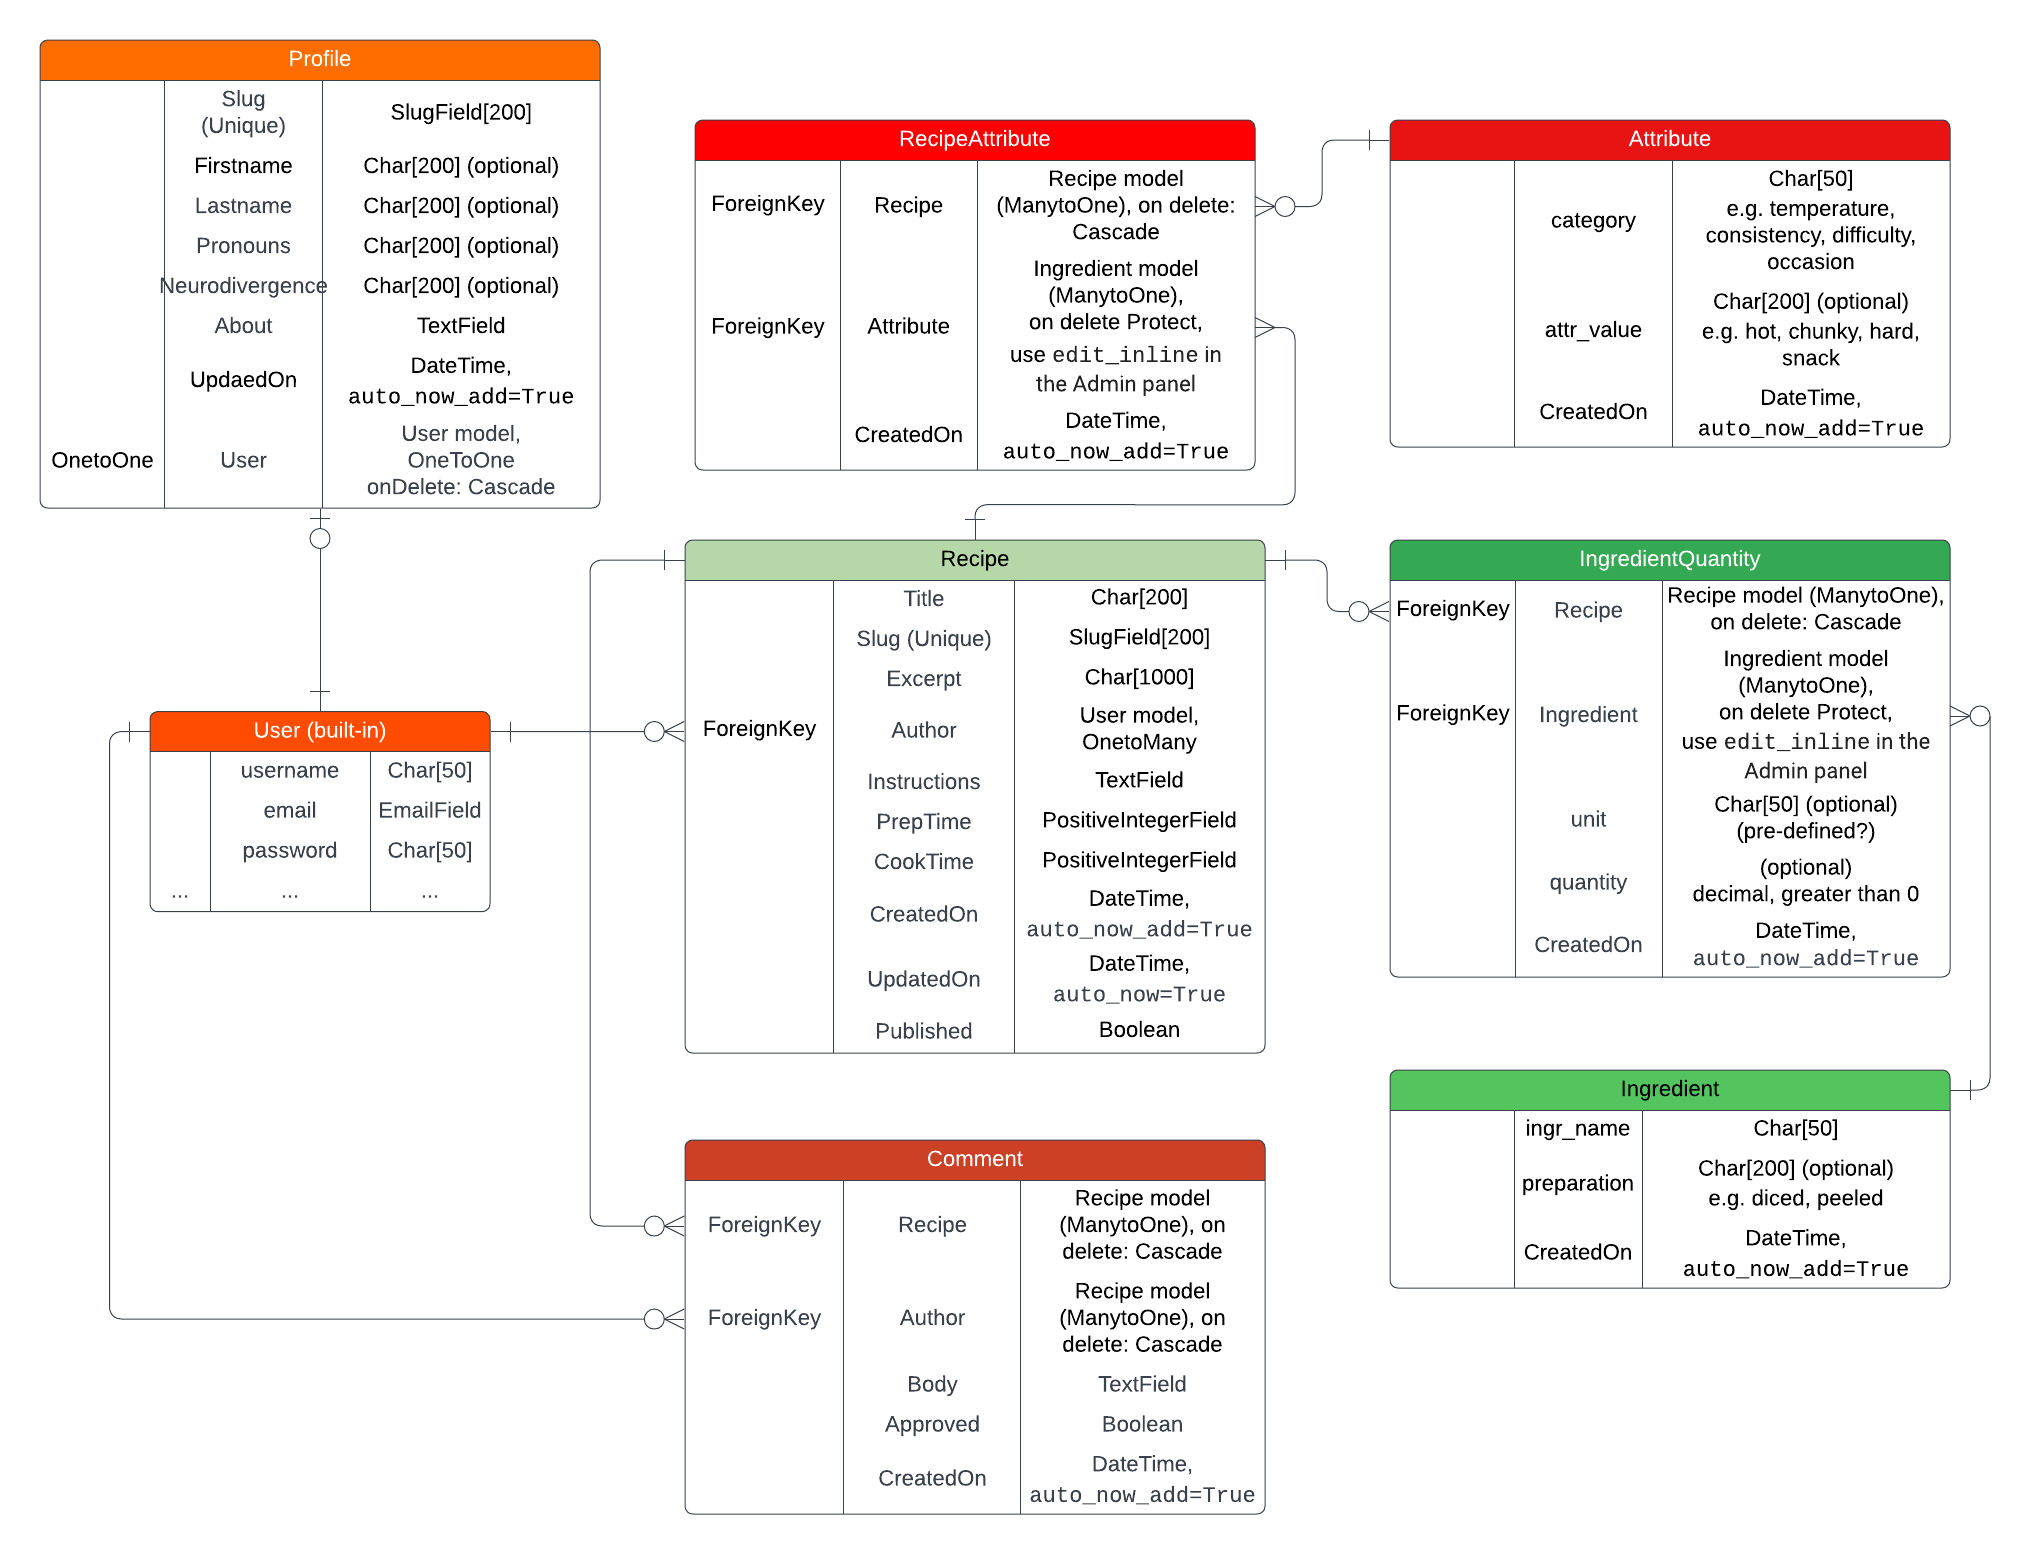 Profile
Slug
(Unique)
SlugField[200]
Firstname
Char[200] (optional)
Lastname
Char[200] (optional)
Pronouns
Char[200] (optional)
Neurodivergence
Char[200] (optional)
About
TextField
UpdaedOn
DateTime,
auto_now_add=True
OnetoOne
User
User model,
OneToOne
onDelete: Cascade
RecipeAttribute
ForeignKey
Recipe
Recipe model
(ManytoOne), on delete:
Cascade
ForeignKey
Attribute
Ingredient model
(ManytoOne),
on delete Protect,
use edit_inline in
the Admin panel
CreatedOn
DateTime,
auto_now_add=True
Attribute
category
Char[50]
e.g. temperature,
consistency, difficulty,
occasion
attr_value
Char[200] (optional)
e.g. hot, chunky, hard,
snack
CreatedOn
DateTime,
auto_now_add=True
User (built-in)
username
Char[50]
email
EmailField
password
Char[50]
...
...
...
Recipe
Title
Char[200]
Slug (Unique)
SlugField[200]
Excerpt
Char[1000]
ForeignKey
Author
User model,
OnetoMany
Instructions
TextField
PrepTime
PositiveIntegerField
CookTime
PositiveIntegerField
CreatedOn
DateTime,
auto_now_add=True
UpdatedOn
DateTime,
auto_now=True
Published
Boolean
IngredientQuantity
ForeignKey
Recipe
Recipe model (ManytoOne),
on delete: Cascade
ForeignKey
Ingredient
Ingredient model
(ManytoOne),
on delete Protect,
use edit_inline in the
Admin panel
unit
Char[50] (optional)
(pre-defined?)
quantity
(optional)
decimal, greater than 0
CreatedOn
DateTime,
auto_now_add=True
Ingredient
ingr_name
Char[50]
preparation
Char[200] (optional)
e.g. diced, peeled
CreatedOn
DateTime,
auto_now_add=True
Comment
ForeignKey
Recipe
Recipe model
(ManytoOne), on
delete: Cascade
ForeignKey
Author
Recipe model
(ManytoOne), on
delete: Cascade
Body
TextField
Approved
Boolean
CreatedOn
DateTime,
auto_now_add=True